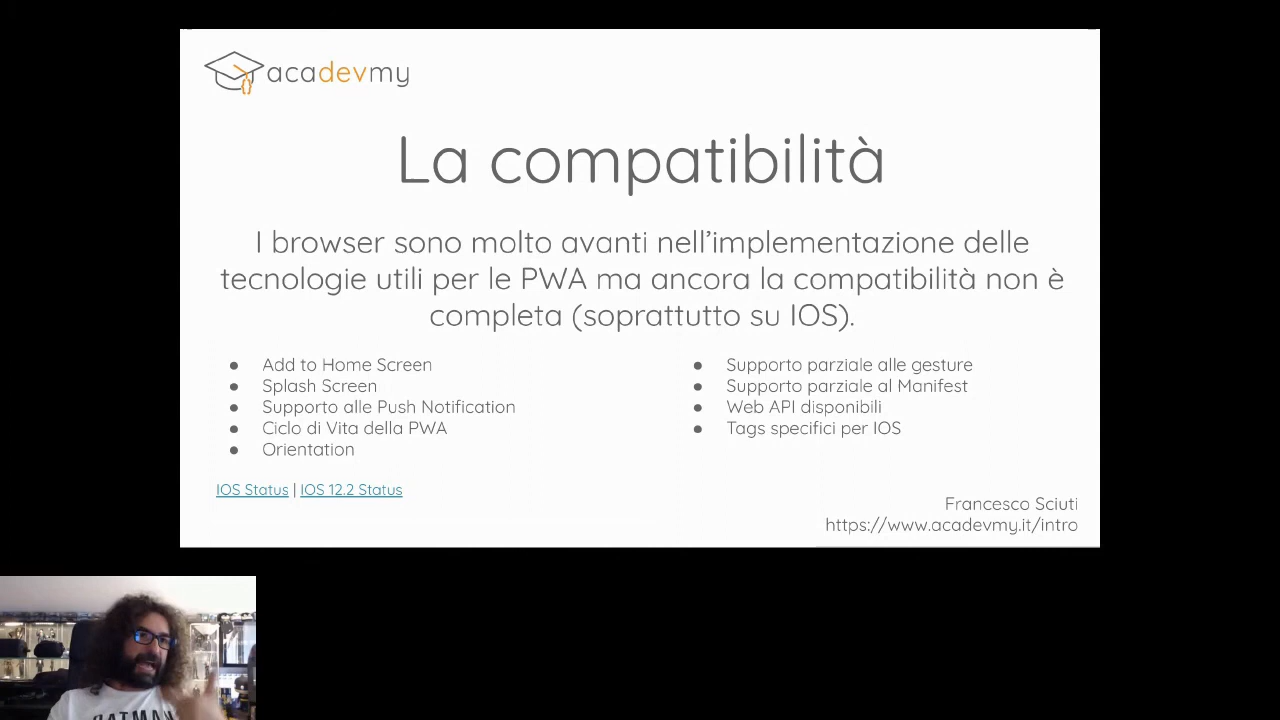 acadevmy
La compatibilità
I browser sono molto avanti nell’implementazione delle
tecnologie utili per le PWA ma ancora la compatibilità non è
completa (soprattutto su IOS).
● Add to Home Screen
● Splash Screen
● Supporto alle Push Notification
● Ciclo di Vita della PWA
● Orientation
● Supporto parziale alle gesture
● Supporto parziale al Manifest
● Web API disponibili
● Tags specifici per IOS
IOS Status | IOS 12.2 Status
Francesco Sciuti
https://www.acadevmy.it/intro
BATMAN